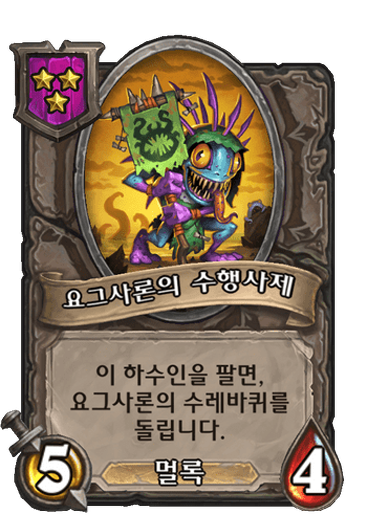 요그사론의 수행사제
이 하수인을 팔면,
요그사론의 수레바퀴를
돌립니다.
5
멀록
4